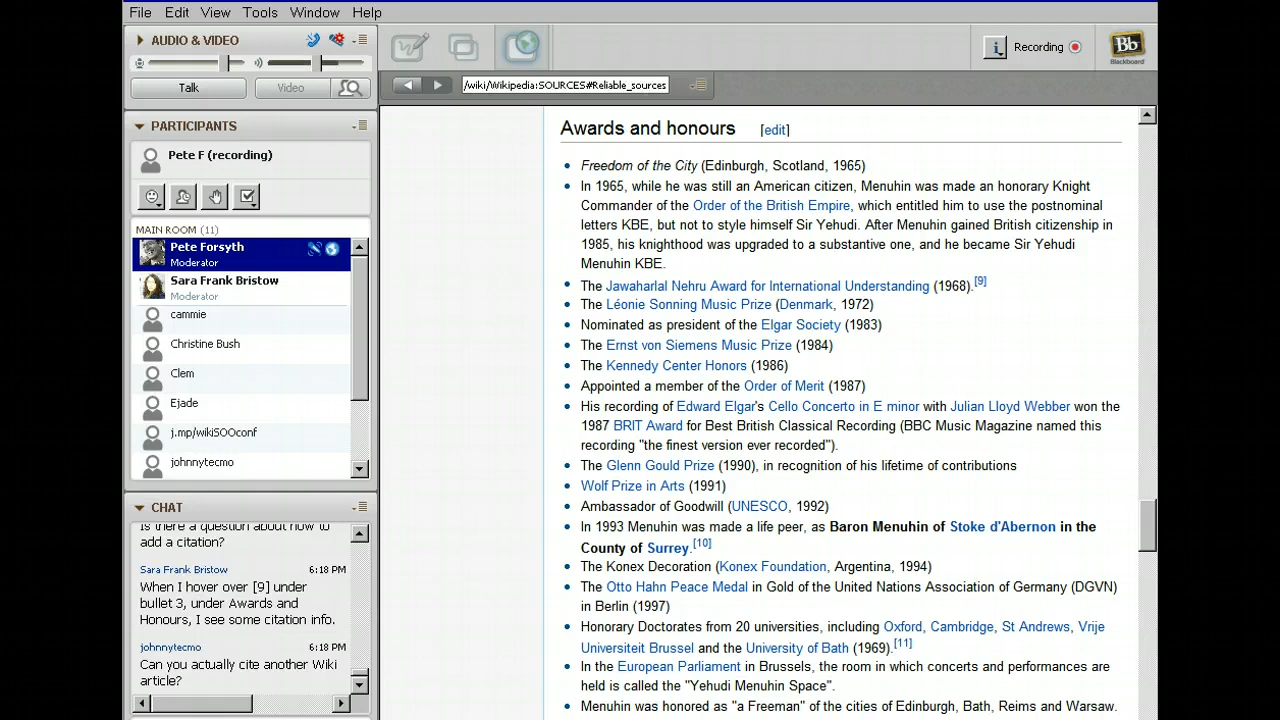 File Edit View Tools Window Help
AUDIO & VIDEO
Talk
Video
Recording
Bb
Blackboard
/wiki/Wikipedia:SOURCES#Reliable_sources
PARTICIPANTS
Pete F (recording)
MAIN ROOM (11)
Pete Forsyth
Moderator
Sara Frank Bristow
Moderator
cammie
Christine Bush
Clem
Ejade
j.mp/wikiSOOconf
johnnytecmo
CHAT
Is there a question about how to
add a citation?
Sara Frank Bristow 6:18 PM
When I hover over [9] under
bullet 3, under Awards and
Honours, I see some citation info.
johnnytecmo 6:18 PM
Can you actually cite another Wiki
article?
Awards and honours [edit]
Freedom of the City (Edinburgh, Scotland, 1965)
In 1965, while he was still an American citizen, Menuhin was made an honorary Knight
Commander of the Order of the British Empire, which entitled him to use the postnominal
letters KBE, but not to style himself Sir Yehudi. After Menuhin gained British citizenship in
1985, his knighthood was upgraded to a substantive one, and he became Sir Yehudi
Menuhin KBE.
The Jawaharlal Nehru Award for International Understanding (1968).[9]
The Léonie Sonning Music Prize (Denmark, 1972)
Nominated as president of the Elgar Society (1983)
The Ernst von Siemens Music Prize (1984)
The Kennedy Center Honors (1986)
Appointed a member of the Order of Merit (1987)
His recording of Edward Elgar's Cello Concerto in E minor with Julian Lloyd Webber won the
1987 BRIT Award for Best British Classical Recording (BBC Music Magazine named this
recording "the finest version ever recorded").
The Glenn Gould Prize (1990), in recognition of his lifetime of contributions
Wolf Prize in Arts (1991)
Ambassador of Goodwill (UNESCO, 1992)
In 1993 Menuhin was made a life peer, as Baron Menuhin of Stoke d'Abernon in the
County of Surrey.[10]
The Konex Decoration (Konex Foundation, Argentina, 1994)
The Otto Hahn Peace Medal in Gold of the United Nations Association of Germany (DGVN)
in Berlin (1997)
Honorary Doctorates from 20 universities, including Oxford, Cambridge, St Andrews, Vrije
Universiteit Brussel and the University of Bath (1969).[11]
In the European Parliament in Brussels, the room in which concerts and performances are
held is called the "Yehudi Menuhin Space".
Menuhin was honored as "a Freeman" of the cities of Edinburgh, Bath, Reims and Warsaw.